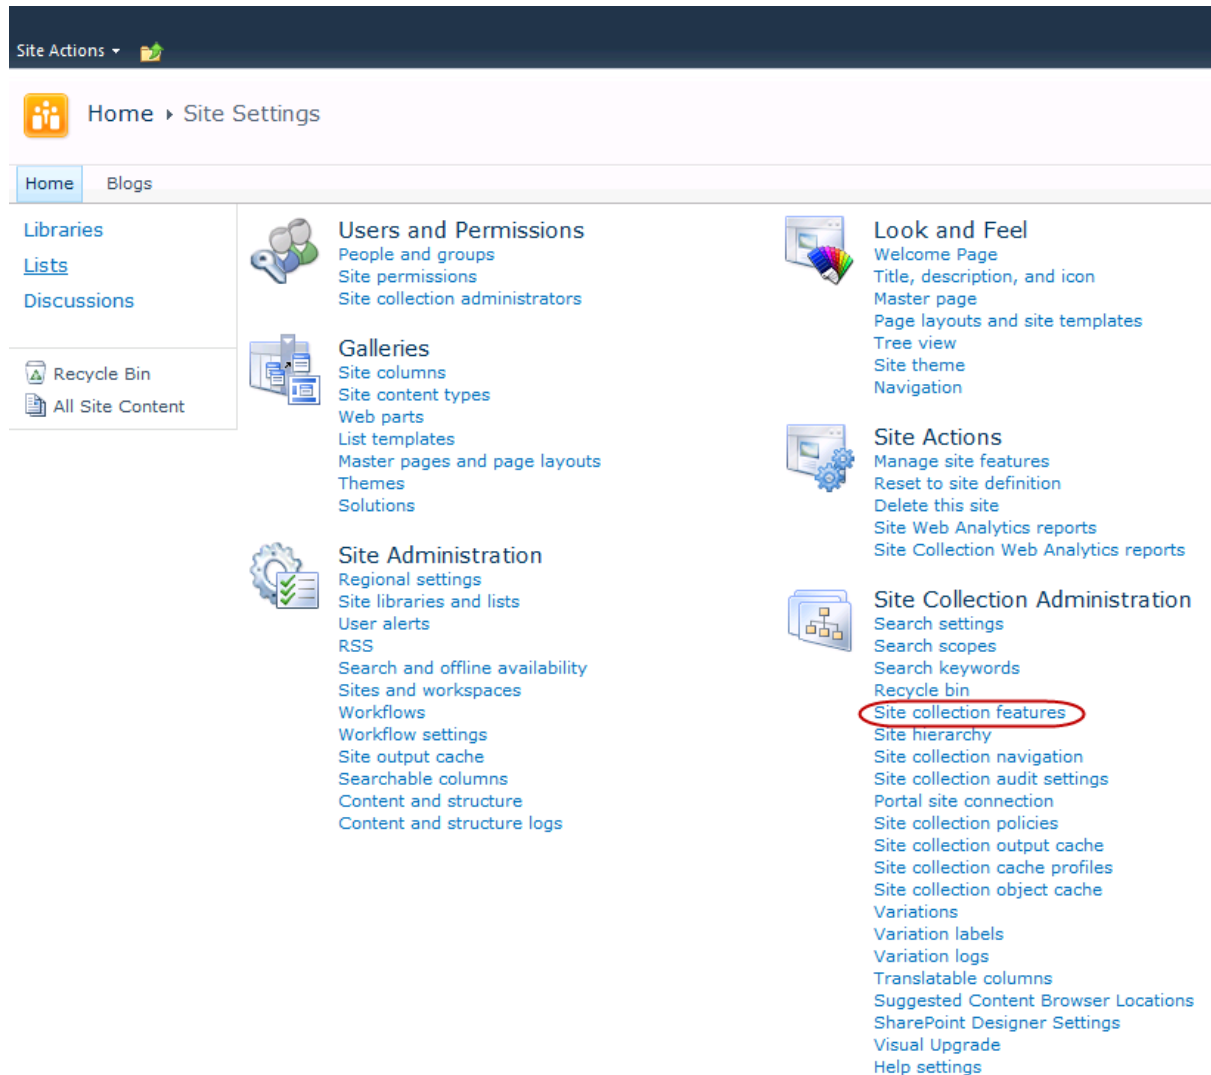 Site Actions
Home Site Settings
Home Blogs
Libraries
Lists
Discussions
Recycle Bin
All Site Content
Users and Permissions
People and groups
Site permissions
Site collection administrators
Galleries
Site columns
Site content types
Web parts
List templates
Master pages and page layouts
Themes
Solutions
Site Administration
Regional settings
Site libraries and lists
User alerts
RSS
Search and offline availability
Sites and workspaces
Workflows
Workflow settings
Site output cache
Searchable columns
Content and structure
Content and structure logs
Look and Feel
Welcome Page
Title, description, and icon
Master page
Page layouts and site templates
Tree view
Site theme
Navigation
Site Actions
Manage site features
Reset to site definition
Delete this site
Site Web Analytics reports
Site Collection Web Analytics reports
Site Collection Administration
Search settings
Search scopes
Search keywords
Recycle bin
Site collection features
Site hierarchy
Site collection navigation
Site collection audit settings
Portal site connection
Site collection policies
Site collection output cache
Site collection cache profiles
Site collection object cache
Variations
Variation labels
Variation logs
Translatable columns
Suggested Content Browser Locations
SharePoint Designer Settings
Visual Upgrade
Help settings